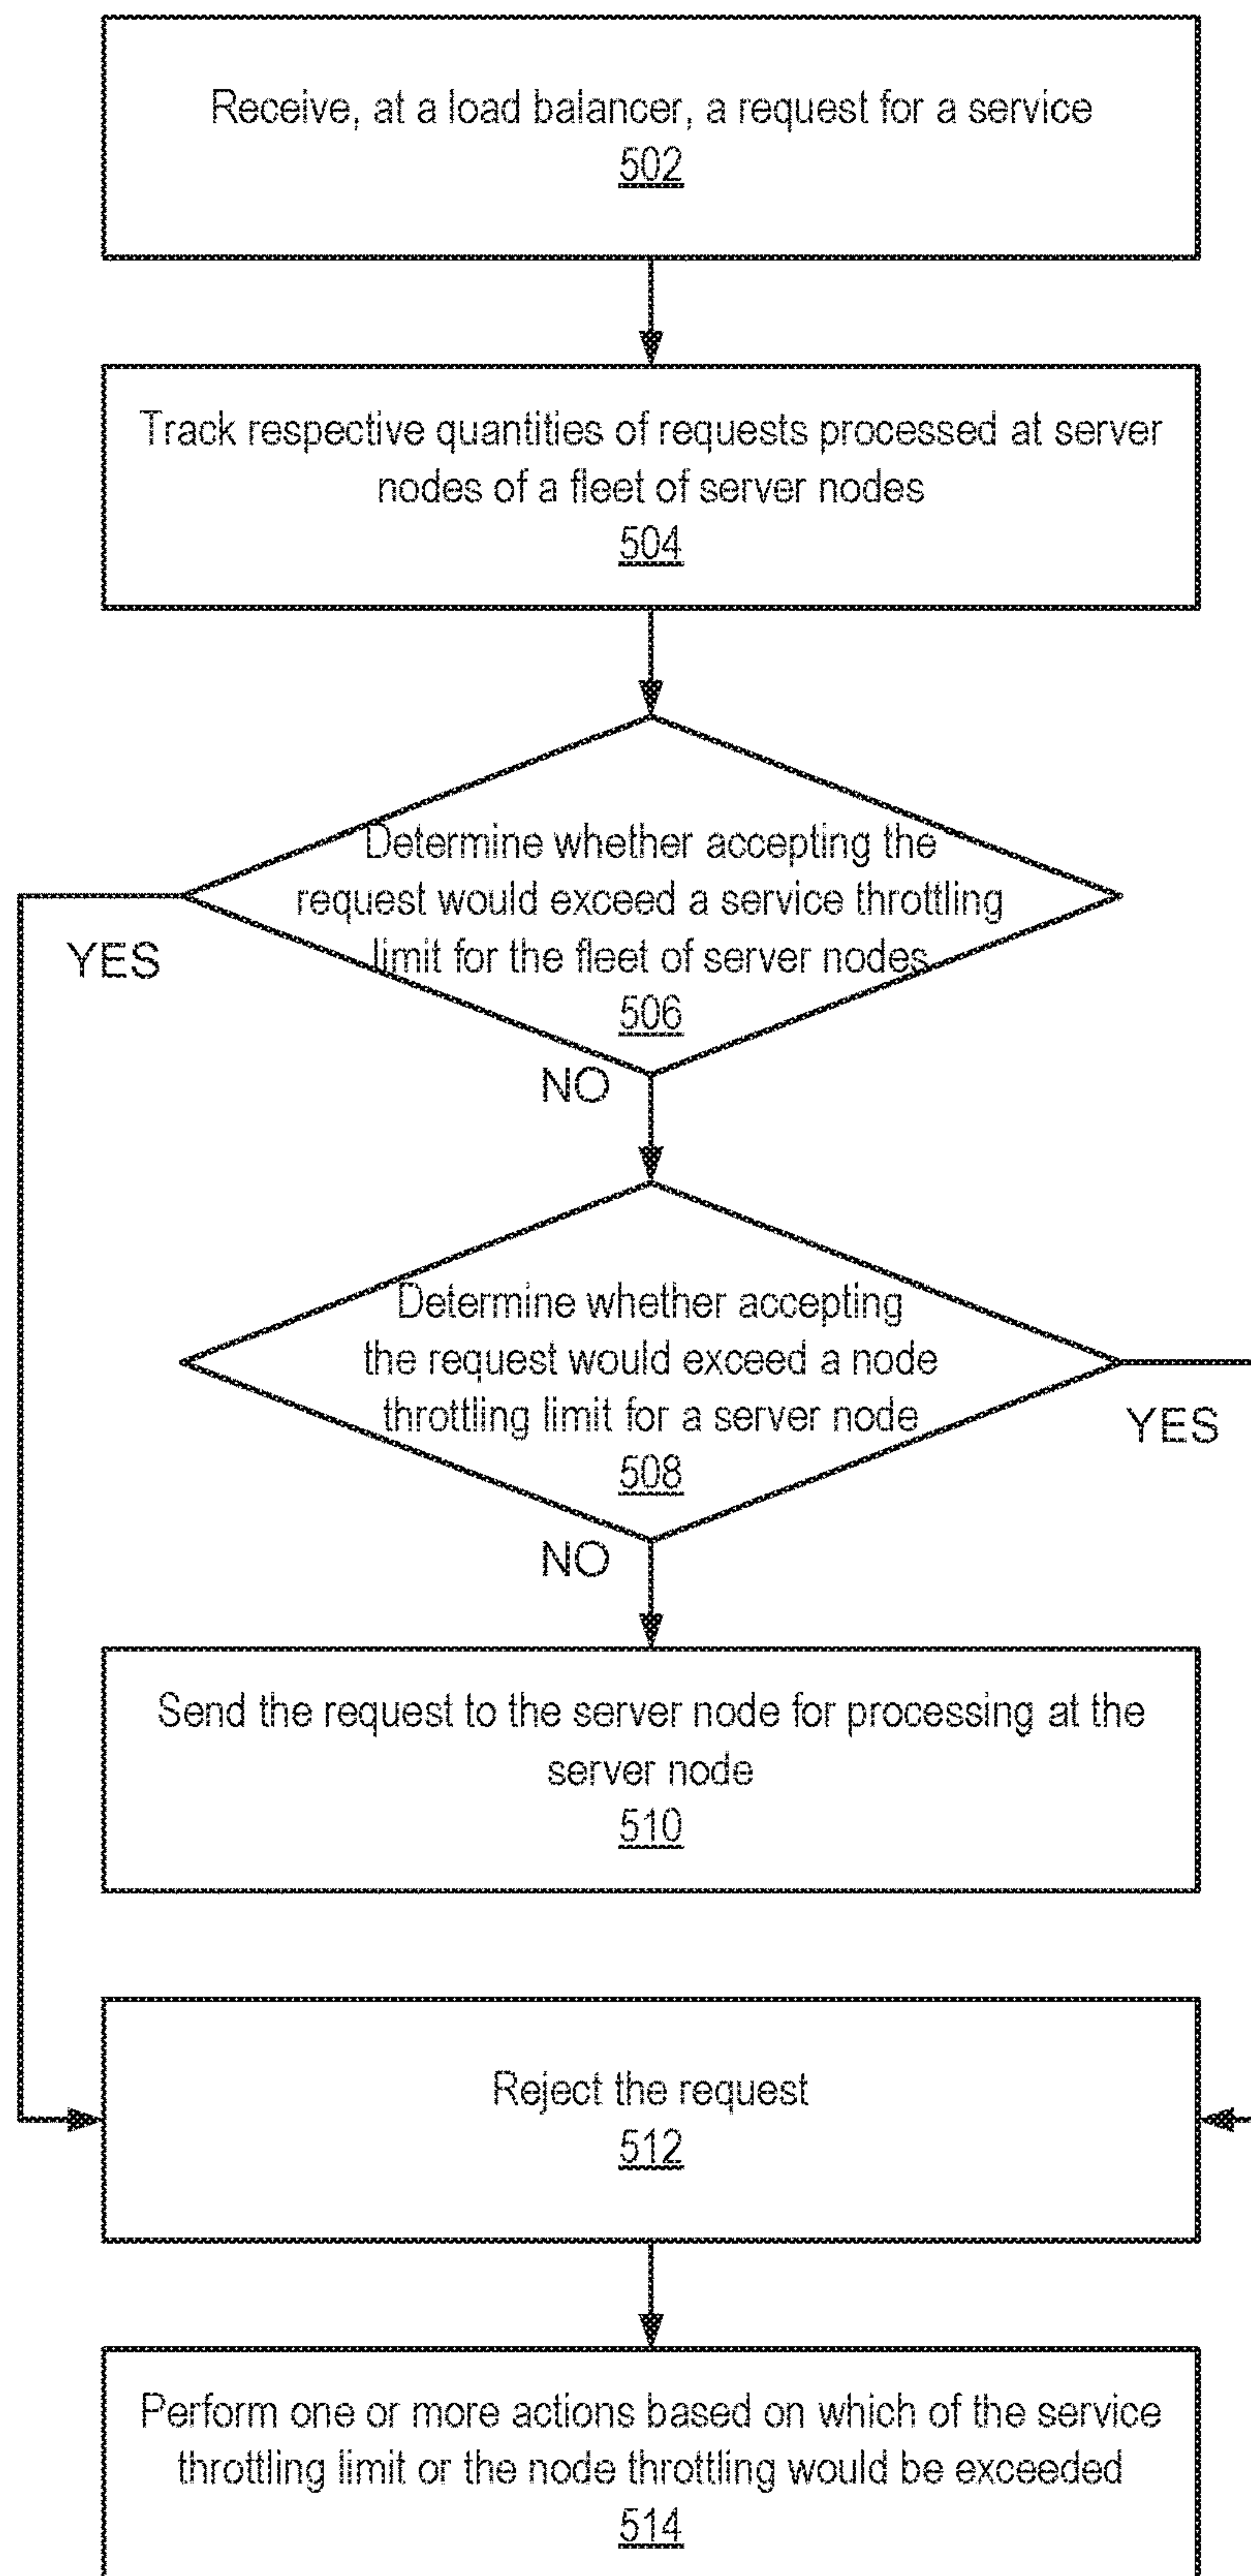 Receive, at a load balancer, a request for a service
502
Track respective quantities of requests processed at server
nodes of a fleet of server nodes
504
Determine whether accepting the
request would exceed a service throttling
limit for the fleet of server nodes
506
YES
NO
Determine whether accepting
the request would exceed a node
throttling limit for a server node
508
YES
NO
Send the request to the server node for processing at the
server node
510
Reject the request
512
Perform one or more actions based on which of the service
throttling limit or the node throttling would be exceeded
514